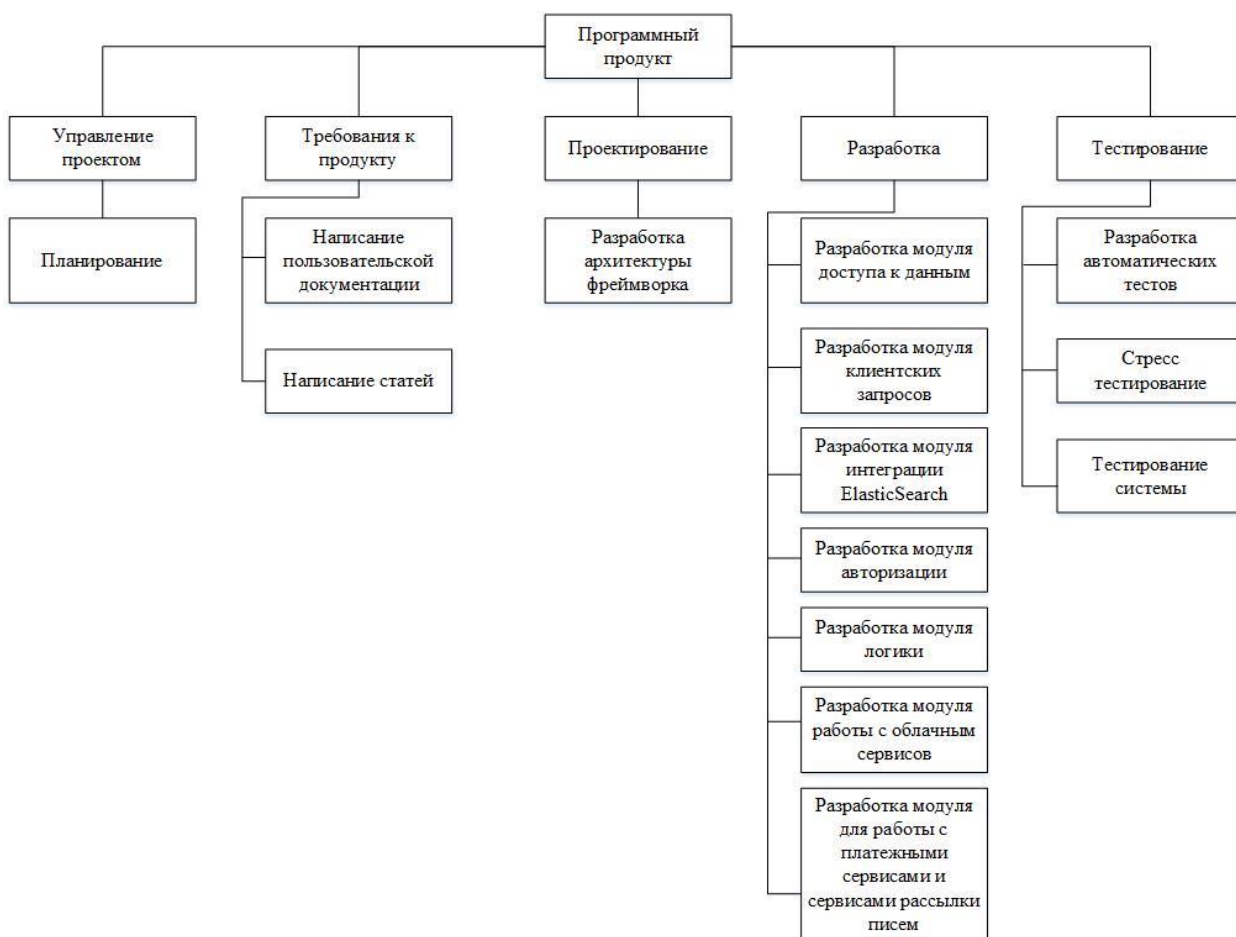 Программный
продукт
Управление
проектом
Требования к
продукту
Проектирование
Разработка
Тестирование
Планирование
Написание
пользовательской
документации
Написание статей
Разработка
архитектуры
фреймворка
Разработка модуля
доступа к данным
Разработка модуля
клиентских
запросов
Разработка модуля
интеграции
ElasticSearch
Разработка модуля
авторизации
Разработка модуля
логики
Разработка модуля
работы с облачным
сервисов
Разработка модуля
для работы с
платежными
сервисами и
сервисами рассылки
писем
Разработка
автоматических
тестов
Стресс
тестирование
Тестирование
системы